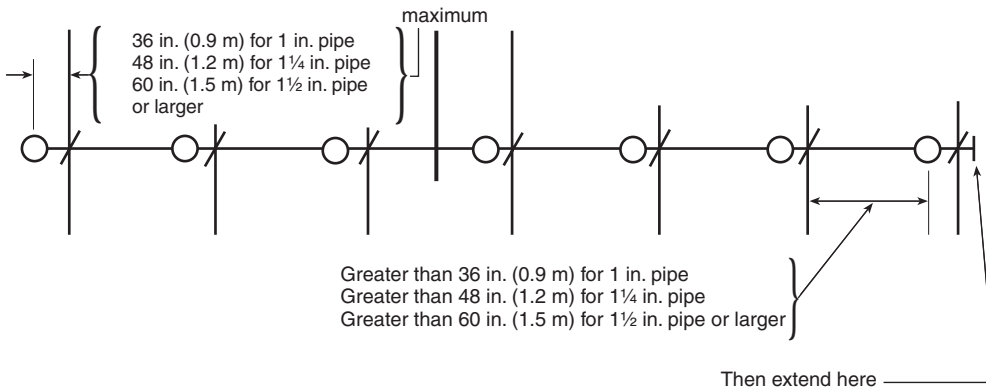 maximum
36 in. (0.9 m) for 1 in. pipe
48 in. (1.2 m) for 1¼ in. pipe
60 in. (1.5 m) for 1½ in. pipe
or larger
Greater than 36 in. (0.9 m) for 1 in. pipe
Greater than 48 in. (1.2 m) for 1¼ in. pipe
Greater than 60 in. (1.5 m) for 1½ in. pipe or larger
Then extend here